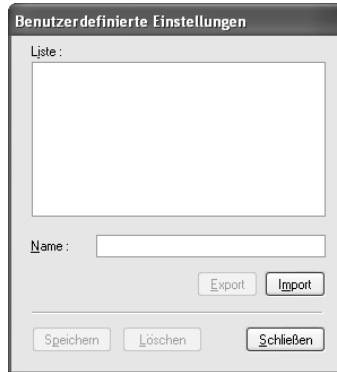 Benutzerdefinierte Einstellungen
Liste :
Name :
Export Import
Speichern Löschen Schließen